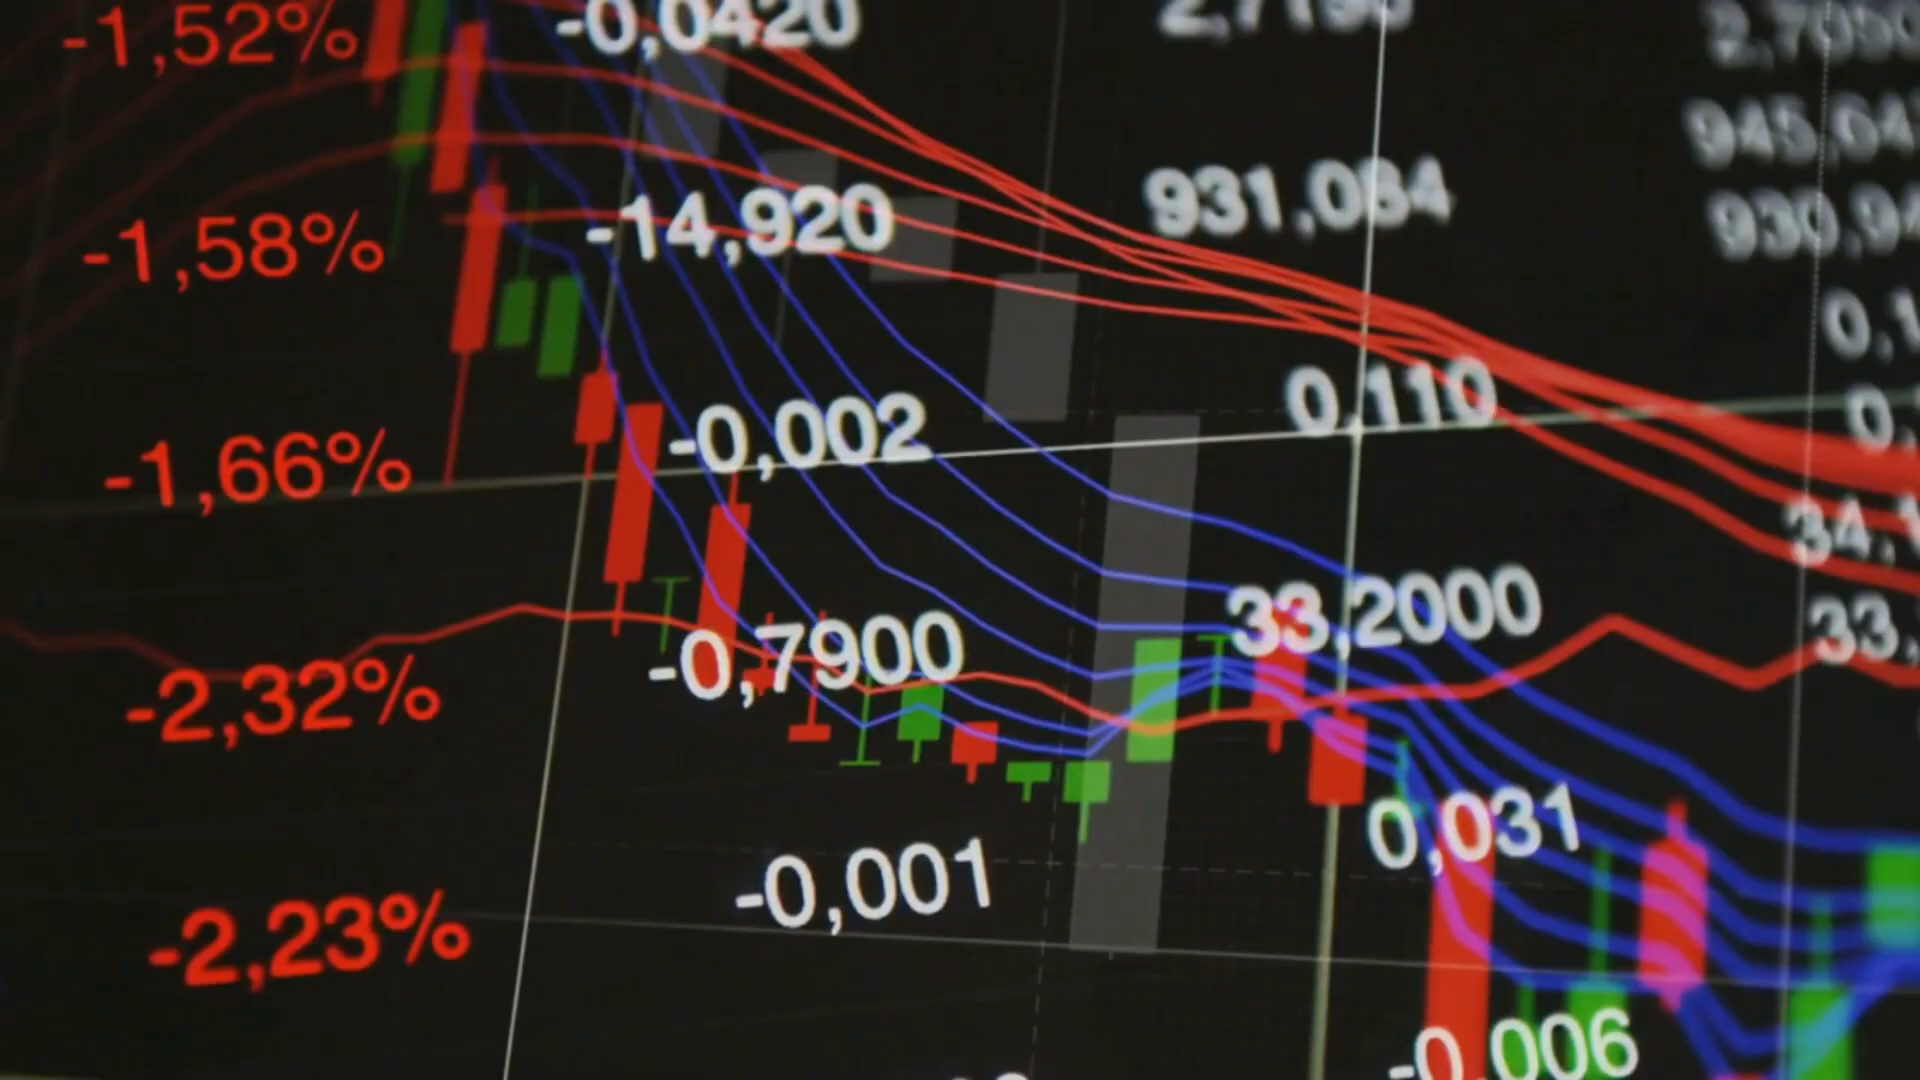 -1,52% -0,0420
-1,58% -14,920 931,084
-1,66% -0,002 0,110
-2,32% -0,7900 33,2000
-2,23% -0,001 0,031
-0,006